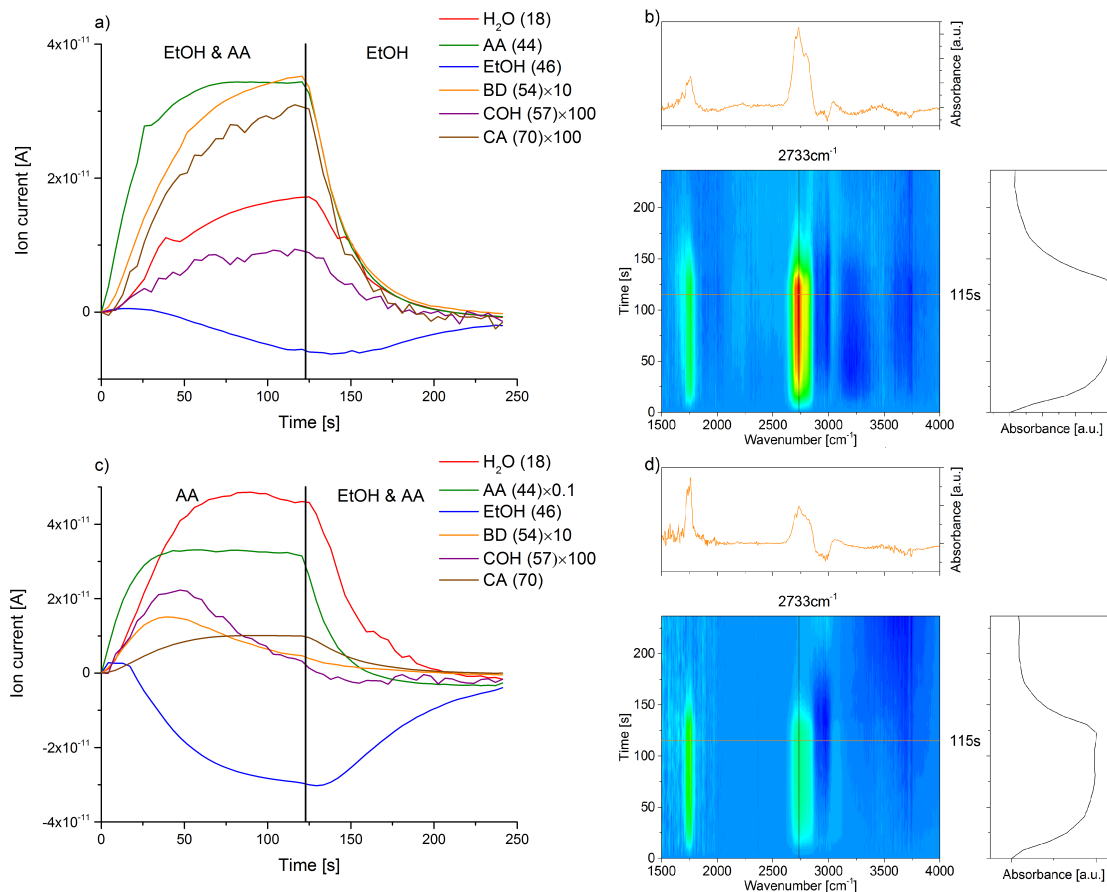 a)
EtOH & AA
EtOH
H₂O (18)
AA (44)
EtOH (46)
BD (54)×10
COH (57)×100
CA (70)×100
4x10⁻¹¹
2x10⁻¹¹
0
Ion current [A]
0 50 100 150 200 250
Time [s]
b)
Absorbance [a.u.]
2733cm⁻¹
200
150
100
50
0
Time [s]
115s
1500 2000 2500 3000 3500 4000
Wavenumber [cm⁻¹]
Absorbance [a.u.]
c)
AA
EtOH & AA
H₂O (18)
AA (44)×0.1
EtOH (46)
BD (54)×10
COH (57)×100
CA (70)
4x10⁻¹¹
2x10⁻¹¹
0
-2x10⁻¹¹
-4x10⁻¹¹
Ion current [A]
0 50 100 150 200 250
Time [s]
d)
Absorbance [a.u.]
2733cm⁻¹
200
150
100
50
0
Time [s]
115s
1500 2000 2500 3000 3500 4000
Wavenumber [cm⁻¹]
Absorbance [a.u.]